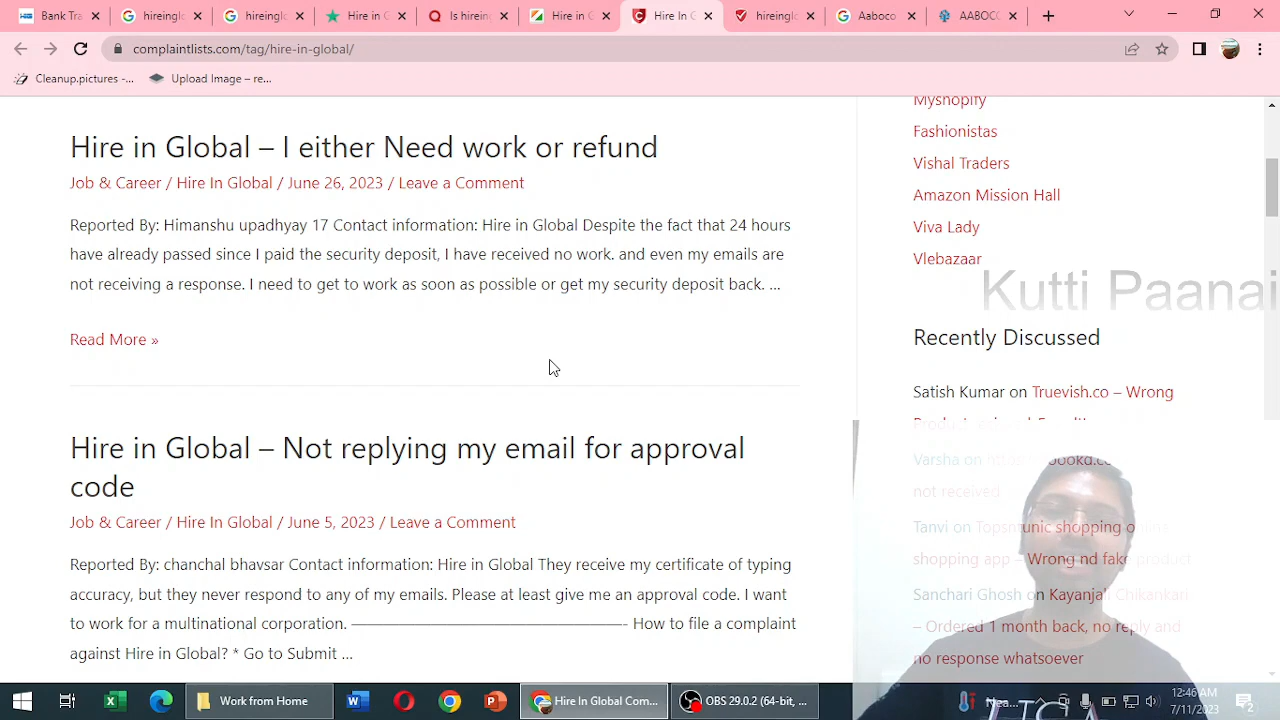 Bank Tra
hireinglo
hireinglo
Hire in G
Is hirein
Hire in G
Hire In G
hireinglo
Aaboco
AABOCO
complaintlists.com/tag/hire-in-global/
Cleanup.pictures -...
Upload Image – re...
Hire in Global – I either Need work or refund
Job & Career / Hire In Global / June 26, 2023 / Leave a Comment
Reported By: Himanshu upadhyay 17 Contact information: Hire in Global Despite the fact that 24 hours
have already passed since I paid the security deposit, I have received no work. and even my emails are
not receiving a response. I need to get to work as soon as possible or get my security deposit back. ...
Read More »
Hire in Global – Not replying my email for approval
code
Job & Career / Hire In Global / June 5, 2023 / Leave a Comment
Reported By: chanchal bharar Contact information: Hire in Global They receive my certificate of typing
accuracy, but they never respond to any of my emails. Please at least give me an approval code. I want
to work for a multinational corporation. ————————————————- How to file a complaint
against Hire in Global? * Go to Submit ...
Myshopify
Fashionistas
Vishal Traders
Amazon Mission Hall
Viva Lady
Vlebazaar
Kutti Paanai
Recently Discussed
Satish Kumar on Truevish.co – Wrong
Varsha on
not received
Tanvi on Topsmtunic shopping online
shopping app – Wrong nd fake product
Sanchari Ghosh on Kayanjali Chikankari
– Ordered 1 month back, no reply and
no response whatsoever
Work from Home
Hire In Global Com...
OBS 29.0.2 (64-bit, ...
Nea...
12:46 AM
7/11/2023
2